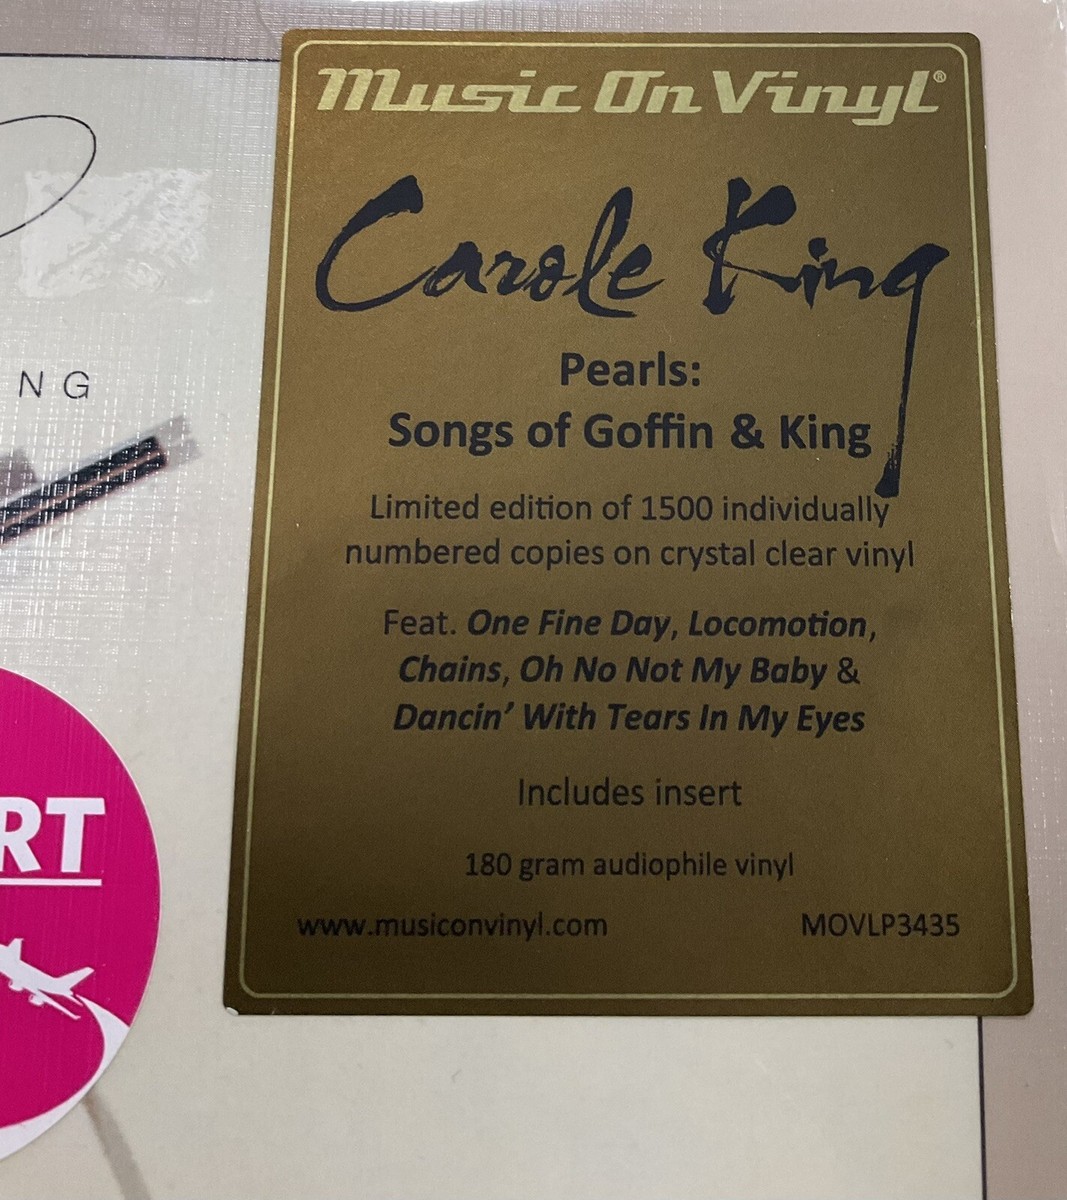 Music On Vinyl®
Carole King
Pearls:
Songs of Goffin & King
Limited edition of 1500 individually
numbered copies on crystal clear vinyl
Feat. One Fine Day, Locomotion,
Chains, Oh No Not My Baby &
Dancin’ With Tears In My Eyes
Includes insert
180 gram audiophile vinyl
www.musiconvinyl.com MOVLP3435
NG
RT